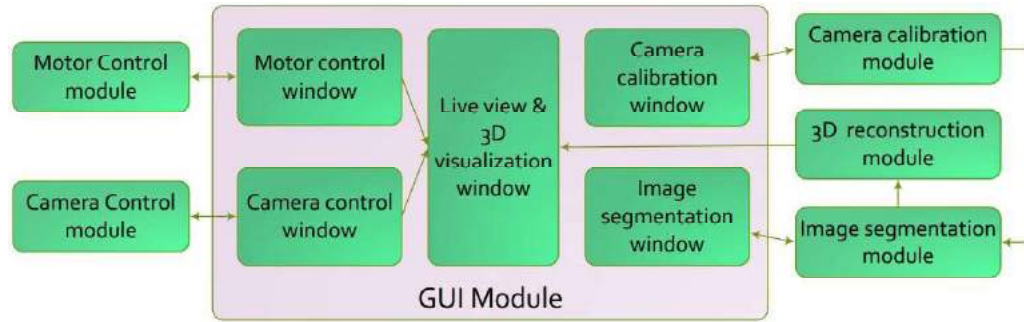 Motor Control
module
Camera Control
module
Motor control
window
Camera control
window
Live view &
3D
visualization
window
Camera
calibration
window
Image
segmentation
window
GUI Module
Camera calibration
module
3D reconstruction
module
Image segmentation
module